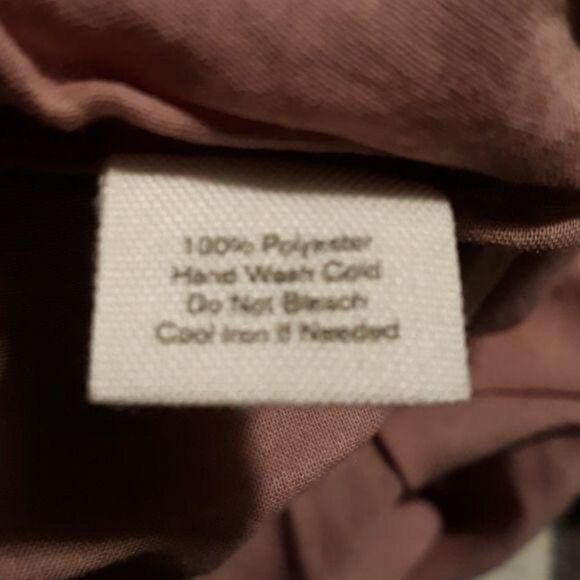 100% Polyester
Hand Wash Cold
Do Not Bleach
Cool Iron If Needed